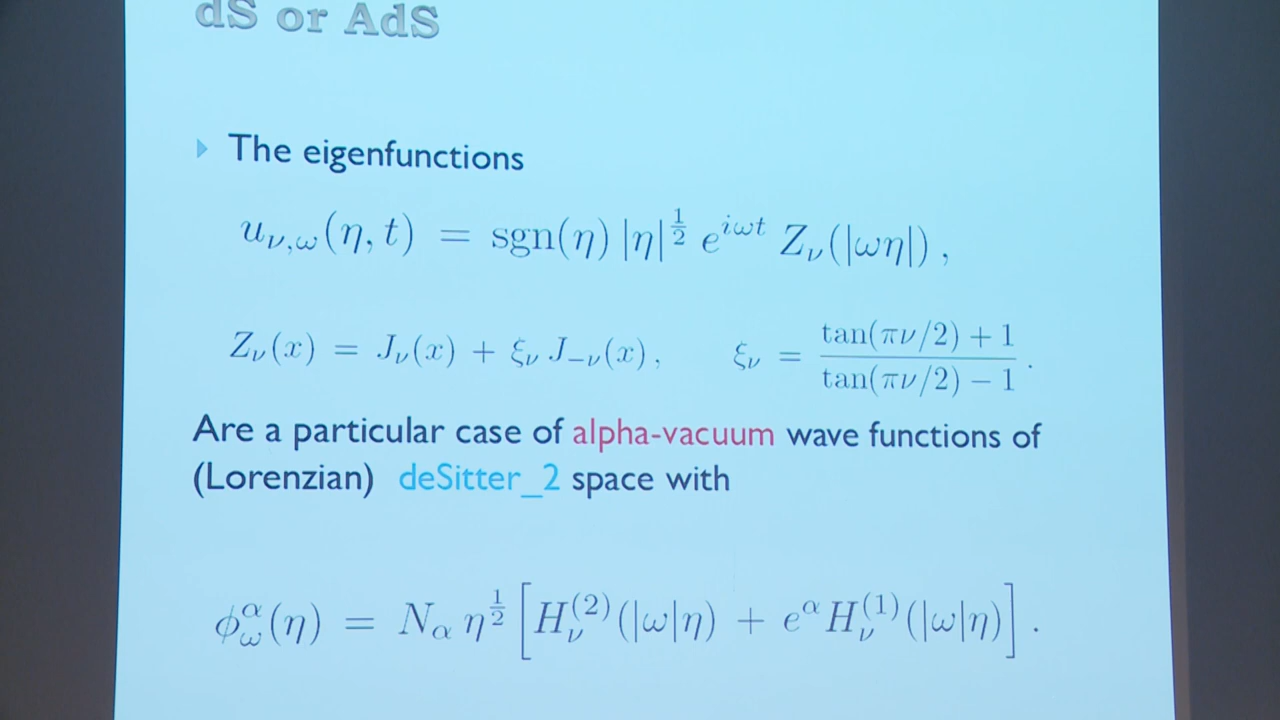 dS or AdS
The eigenfunctions
u_{ν,ω}(η, t) = sgn(η) |η|^{1/2} e^{iωt} Z_ν(|ωη|) ,
Z_ν(x) = J_ν(x) + ξ_ν J_{−ν}(x) , ξ_ν = \frac{tan(πν/2) + 1}{tan(πν/2) − 1} .
Are a particular case of alpha-vacuum wave functions of
(Lorenzian) deSitter_2 space with
ϕ^α_ω(η) = N_α η^{1/2} [ H^{(2)}_ν(|ω|η) + e^α H^{(1)}_ν(|ω|η) ] .